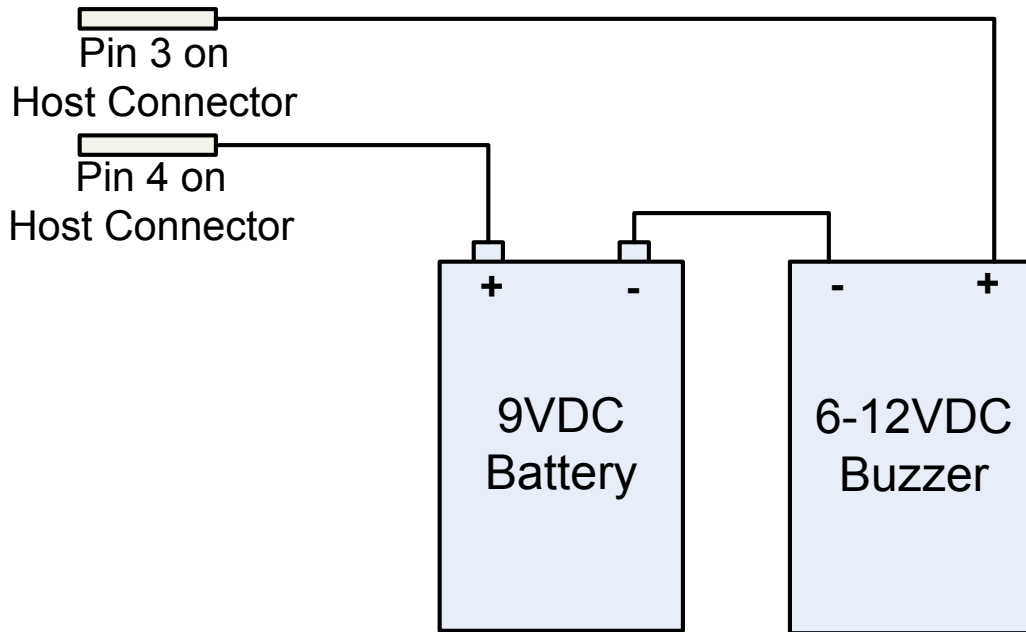 Pin 3 on
Host Connector
Pin 4 on
Host Connector
+ - - +
9VDC
Battery
6-12VDC
Buzzer